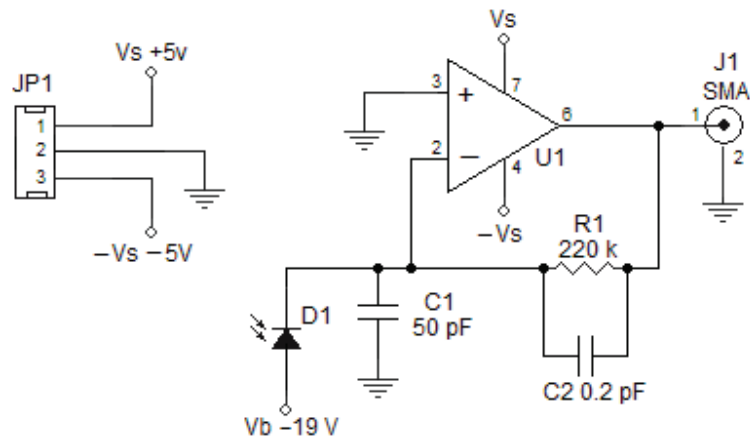 Vs +5v
JP1
1
2
3
–Vs –5V
Vs
3
+
7
2
–
4
6
U1
–Vs
J1
SMA
1
2
R1
220 k
C1
50 pF
D1
C2 0.2 pF
Vb –19 V